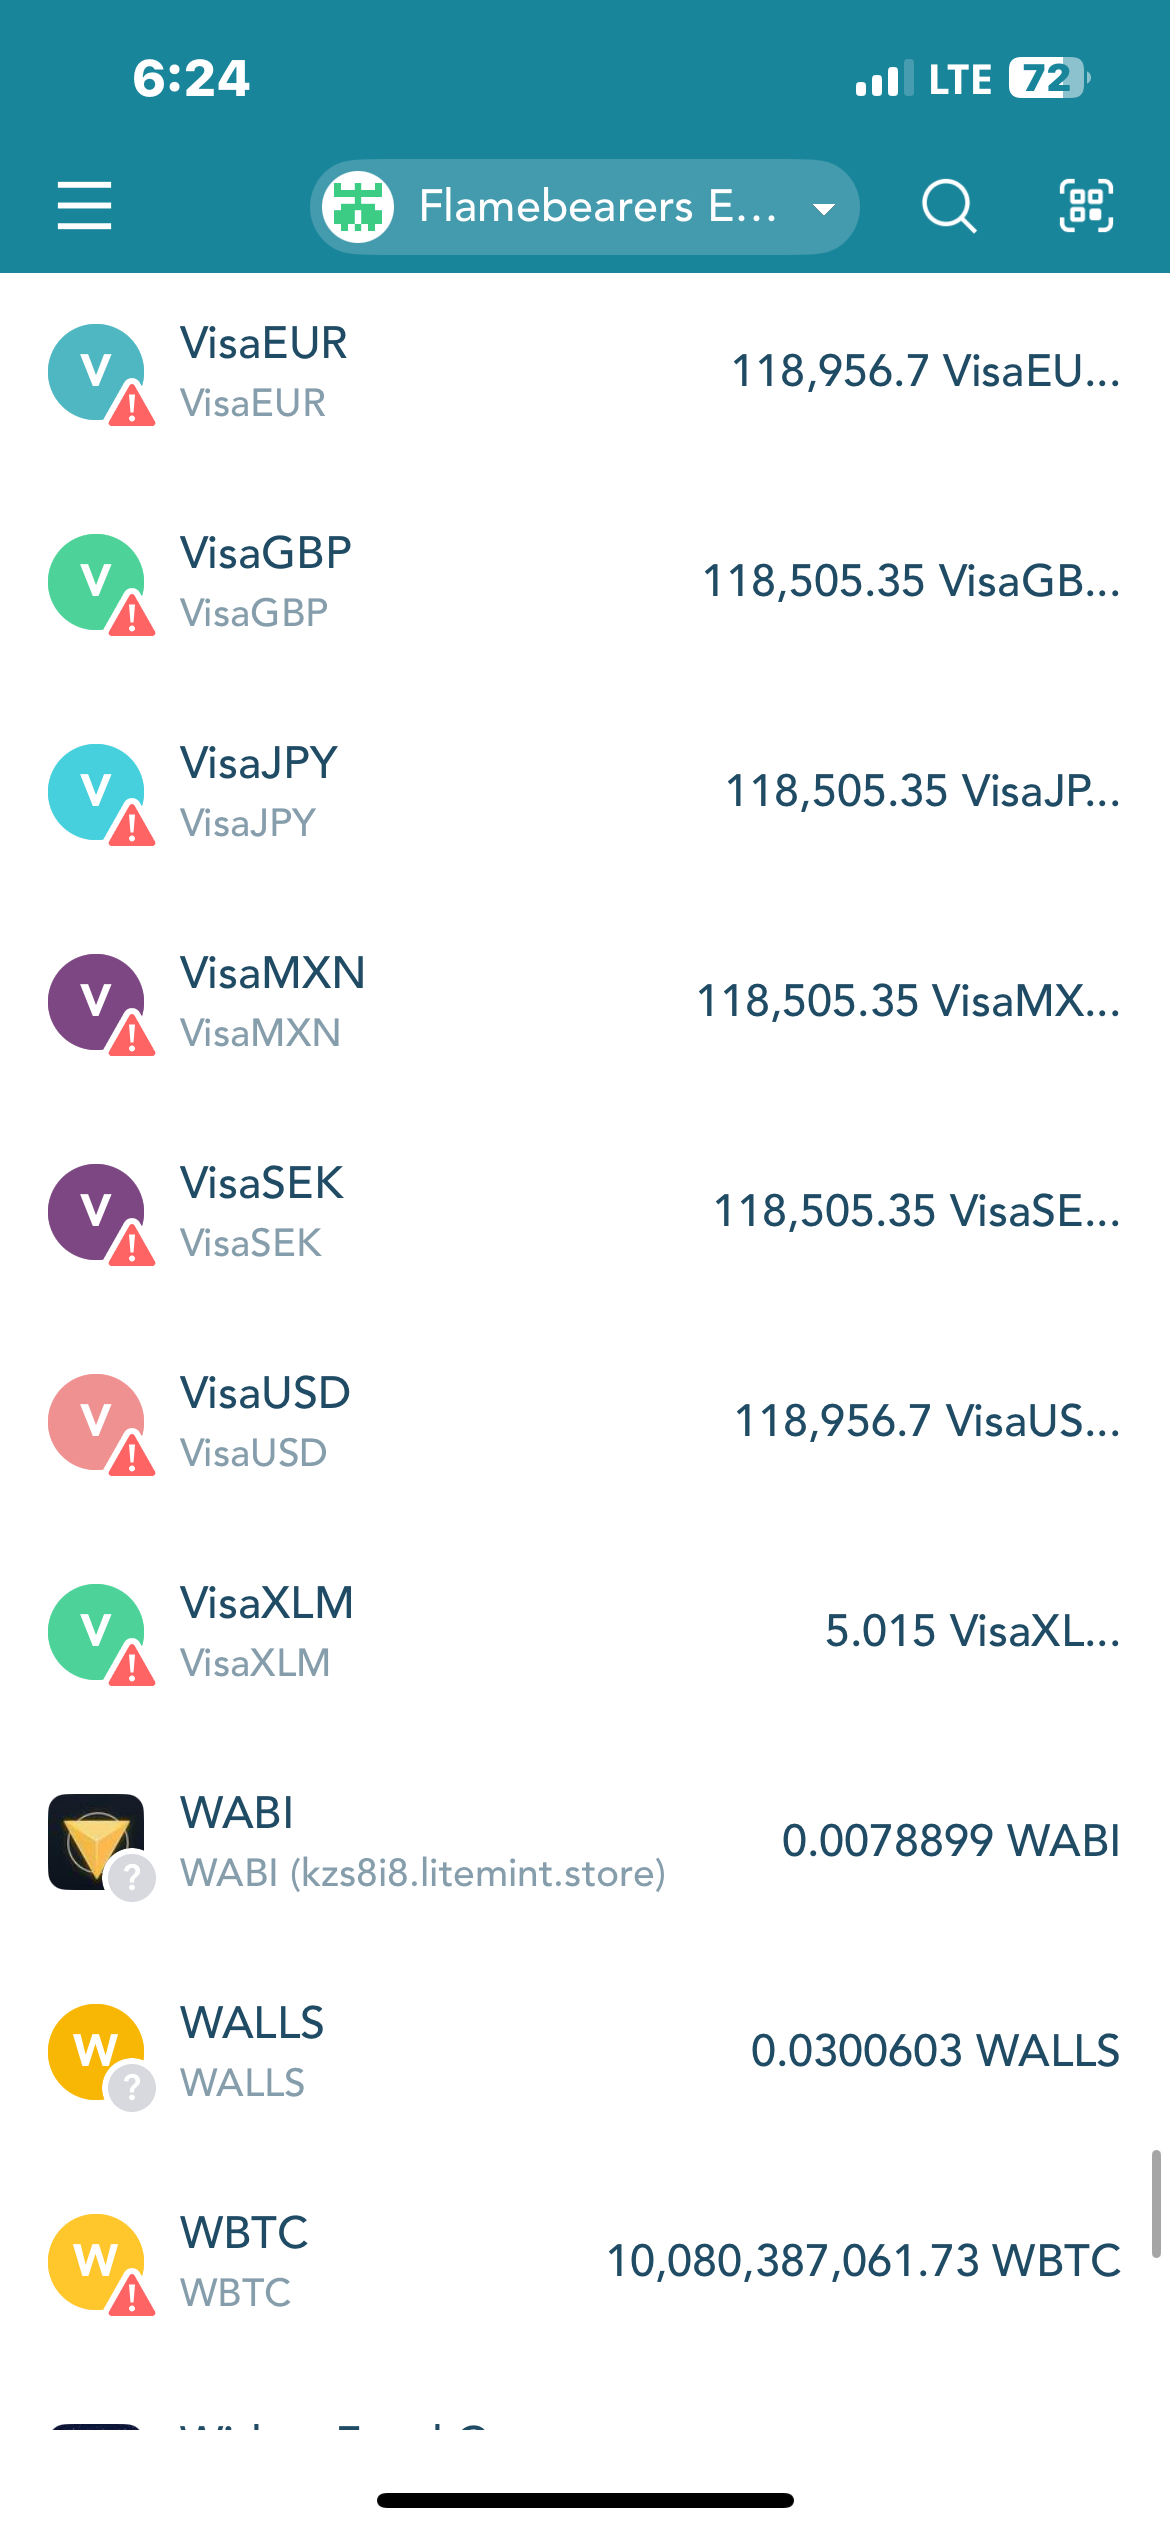 6:24
LTE 72
Flamebearers E...
V
VisaEUR
VisaEUR
118,956.7 VisaEU...
V
VisaGBP
VisaGBP
118,505.35 VisaGB...
V
VisaJPY
VisaJPY
118,505.35 VisaJP...
V
VisaMXN
VisaMXN
118,505.35 VisaMX...
V
VisaSEK
VisaSEK
118,505.35 VisaSE...
V
VisaUSD
VisaUSD
118,956.7 VisaUS...
V
VisaXLM
VisaXLM
5.015 VisaXL...
WABI
WABI (kzs8i8.litemint.store)
0.0078899 WABI
?
W
WALLS
WALLS
0.0300603 WALLS
?
W
WBTC
WBTC
10,080,387,061.73 WBTC